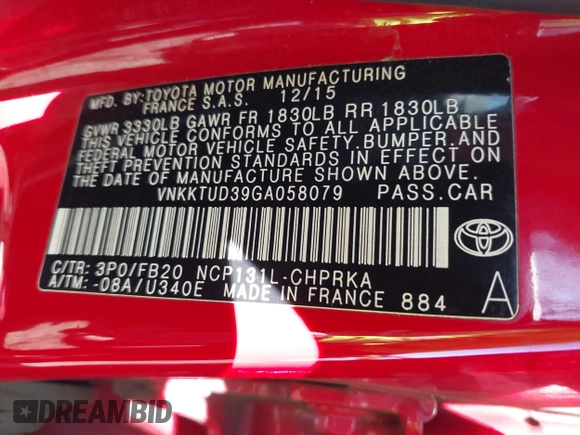 MFD. BY:TOYOTA MOTOR MANUFACTURING
FRANCE S.A.S. 12/15
GVWR 3330LB GAWR FR 1830LB RR 1830LB
THIS VEHICLE CONFORMS TO ALL APPLICABLE
FEDERAL MOTOR VEHICLE SAFETY,BUMPER,AND
THEFT PREVENTION STANDARDS IN EFFECT ON
THE DATE OF MANUFACTURE SHOWN ABOVE.
VNKKTUD39GA058079 PASS.CAR
C/TR: 3P0/FB20 NCP131L-CHPRKA
A/TM: -08A/U340E MADE IN FRANCE 884 A
DREAMBID